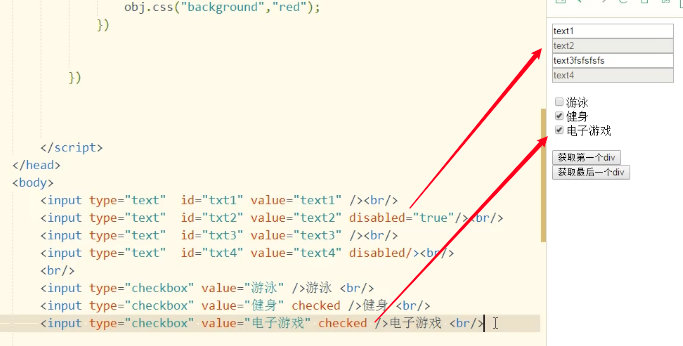 obj.css("background","red");
})
})
</script>
</head>
<body>
<input type="text" id="txt1" value="text1" /><br/>
<input type="text" id="txt2" value="text2" disabled="true"/><br/>
<input type="text" id="txt3" value="text3" /><br/>
<input type="text" id="txt4" value="text4" disabled/><br/>
<br/>
<input type="checkbox" value="游泳" />游泳 <br/>
<input type="checkbox" value="健身" checked />健身 <br/>
<input type="checkbox" value="电子游戏" checked />电子游戏 <br/>
text1
text2
text3fsfsfsfs
text4
游泳
健身
电子游戏
获取第一个div
获取最后一个div